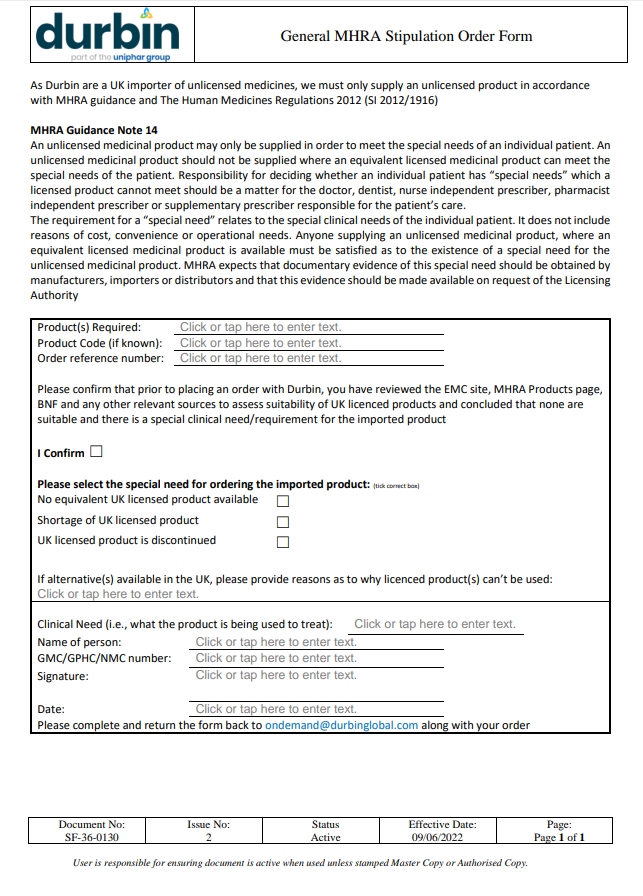 durbin
part of the uniphar group
General MHRA Stipulation Order Form
As Durbin are a UK importer of unlicensed medicines, we must only supply an unlicensed product in accordance
with MHRA guidance and The Human Medicines Regulations 2012 (SI 2012/1916)
MHRA Guidance Note 14
An unlicensed medicinal product may only be supplied in order to meet the special needs of an individual patient. An
unlicensed medicinal product should not be supplied where an equivalent licensed medicinal product can meet the
special needs of the patient. Responsibility for deciding whether an individual patient has “special needs” which a
licensed product cannot meet should be a matter for the doctor, dentist, nurse independent prescriber, pharmacist
independent prescriber or supplementary prescriber responsible for the patient’s care.
The requirement for a “special need” relates to the special clinical needs of the individual patient. It does not include
reasons of cost, convenience or operational needs. Anyone supplying an unlicensed medicinal product, where an
equivalent licensed medicinal product is available must be satisfied as to the existence of a special need for the
unlicensed medicinal product. MHRA expects that documentary evidence of this special need should be obtained by
manufacturers, importers or distributors and that this evidence should be made available on request of the Licensing
Authority
Product(s) Required: Click or tap here to enter text.
Product Code (if known): Click or tap here to enter text.
Order reference number: Click or tap here to enter text.
Please confirm that prior to placing an order with Durbin, you have reviewed the EMC site, MHRA Products page,
BNF and any other relevant sources to assess suitability of UK licenced products and concluded that none are
suitable and there is a special clinical need/requirement for the imported product
I Confirm ☐
Please select the special need for ordering the imported product: (tick correct box)
No equivalent UK licensed product available ☐
Shortage of UK licensed product ☐
UK licensed product is discontinued ☐
If alternative(s) available in the UK, please provide reasons as to why licenced product(s) can’t be used:
Click or tap here to enter text.
Clinical Need (i.e., what the product is being used to treat): Click or tap here to enter text.
Name of person: Click or tap here to enter text.
GMC/GPHC/NMC number: Click or tap here to enter text.
Signature: Click or tap here to enter text.
Date: Click or tap here to enter text.
Please complete and return the form back to ondemand@durbinglobal.com along with your order
Document No: Issue No: Status Effective Date: Page:
SF-36-0130 2 Active 09/06/2022 Page 1 of 1
User is responsible for ensuring document is active when used unless stamped Master Copy or Authorised Copy.